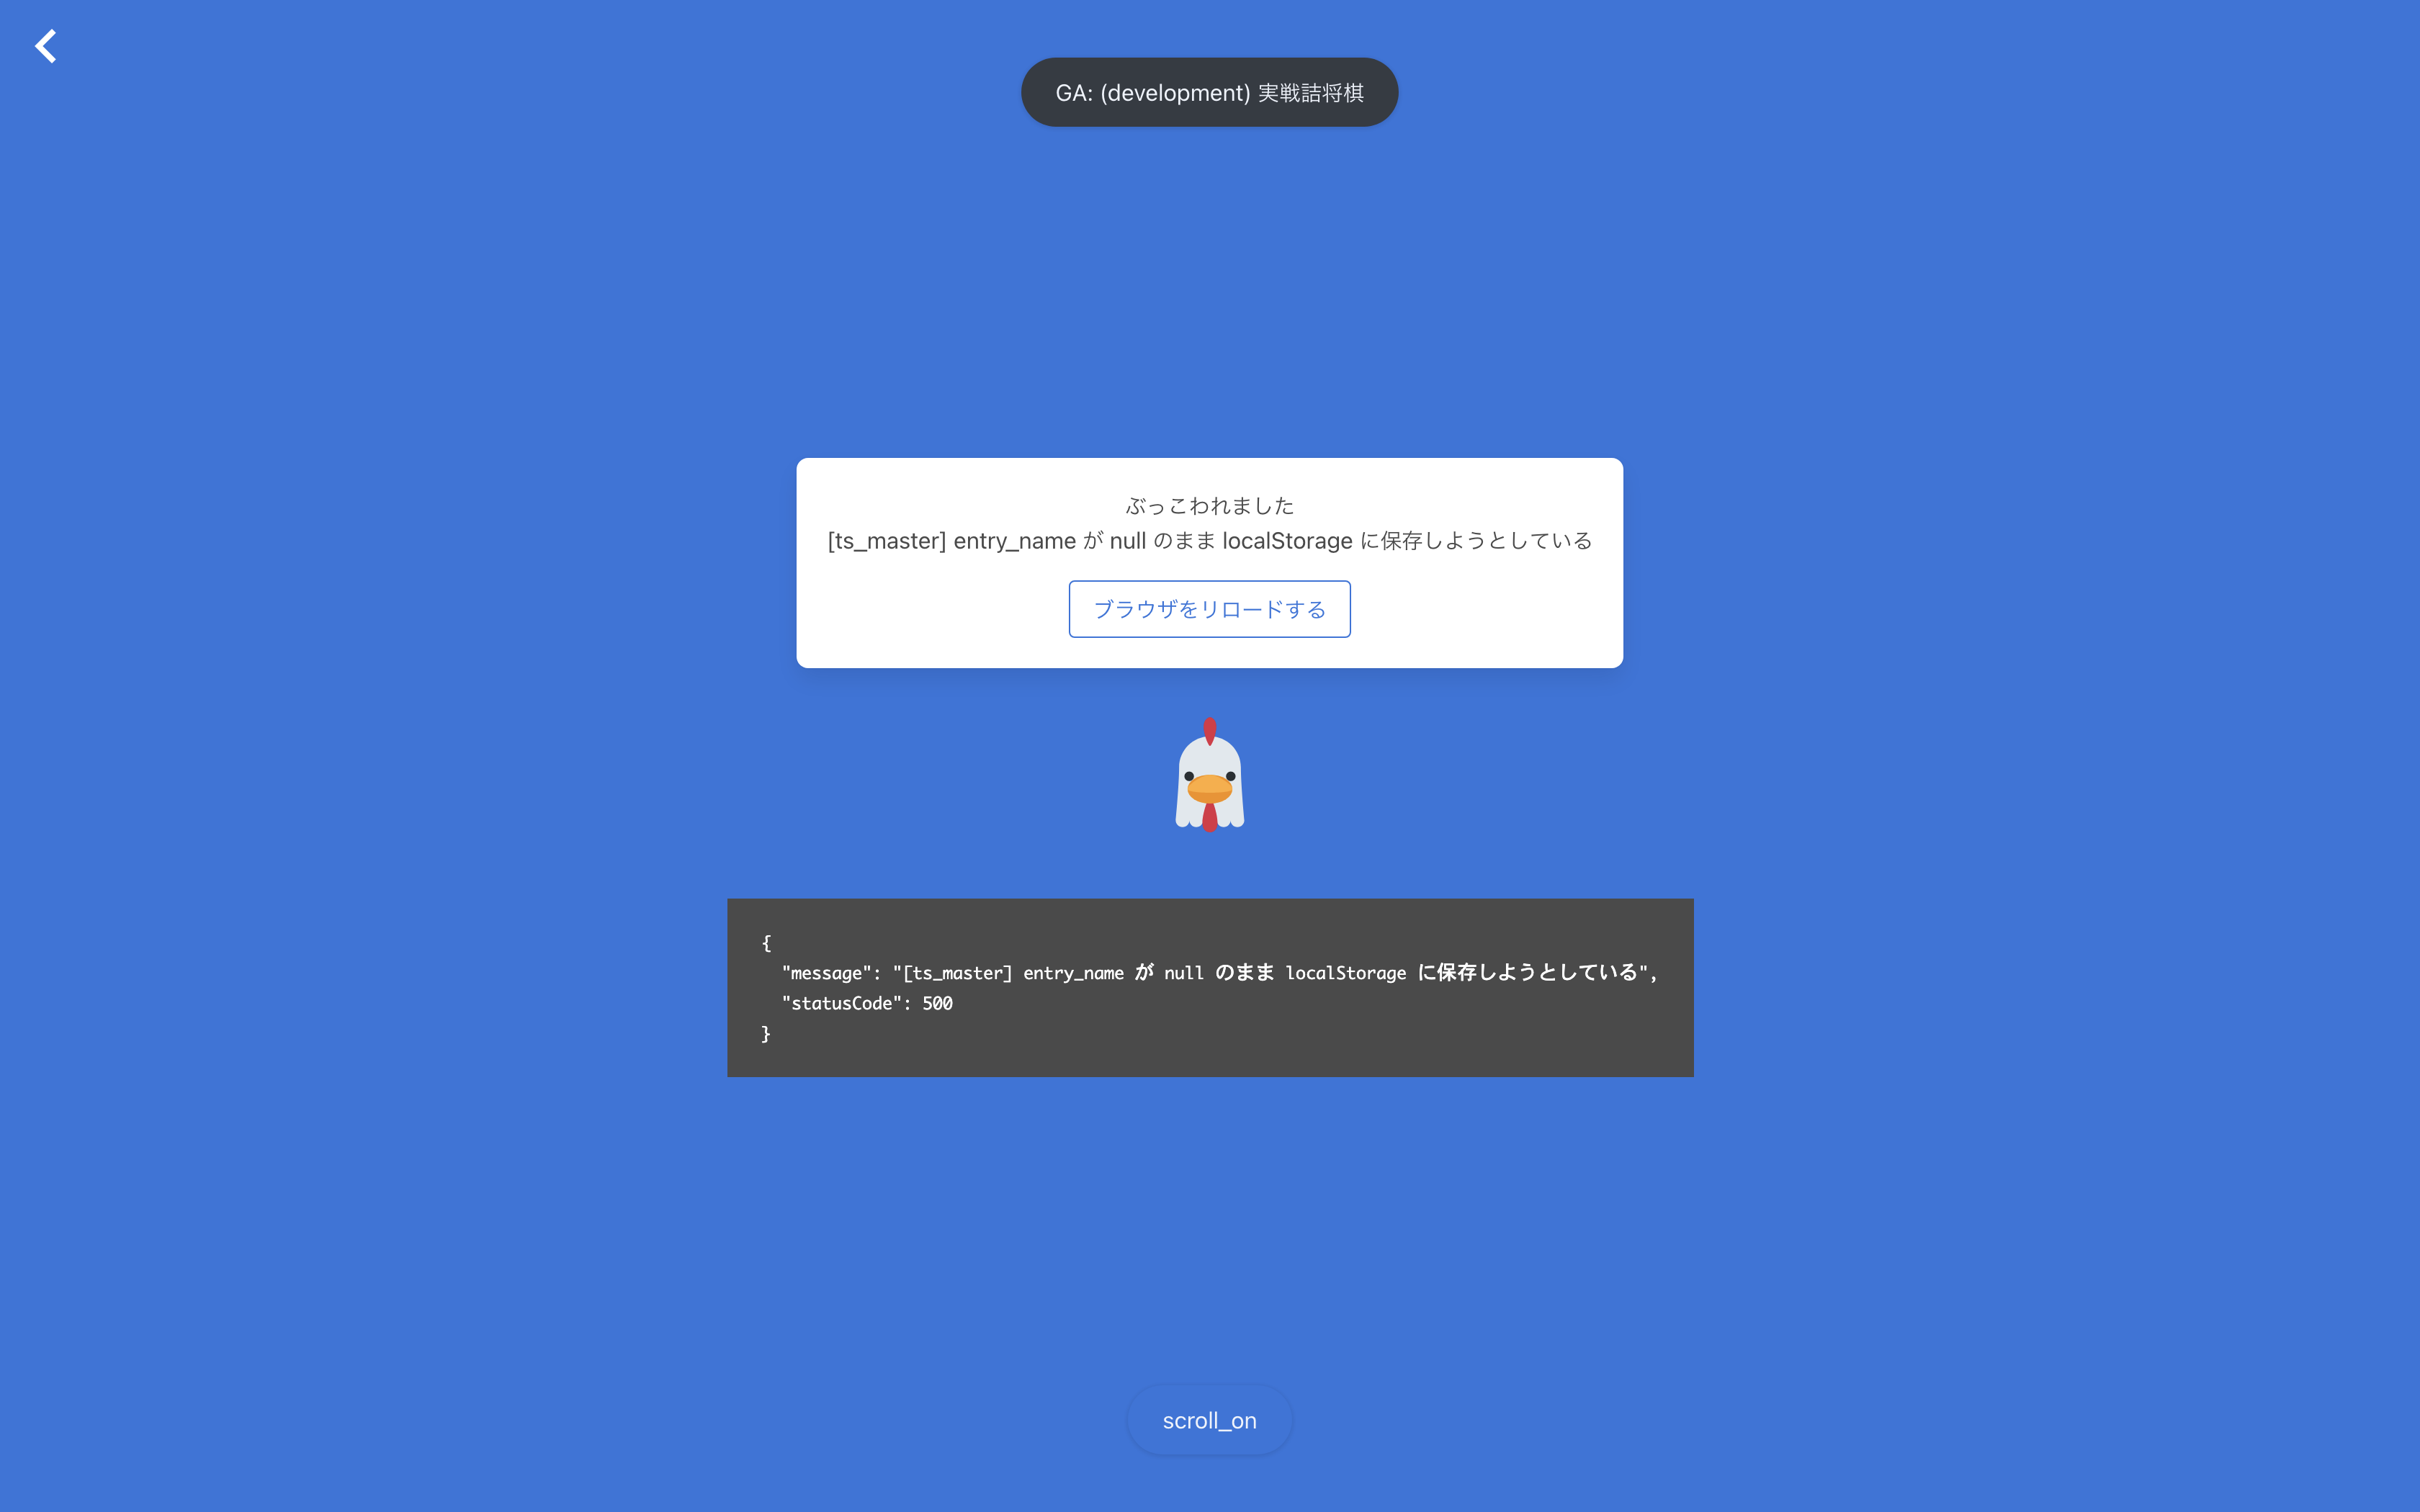 GA: (development) 実戦詰将棋
ぶっこわれました
[ts_master] entry_name が null のまま localStorage に保存しようとしている
ブラウザをリロードする
{
  "message": "[ts_master] entry_name が null のまま localStorage に保存しようとしている",
  "statusCode": 500
}
scroll_on